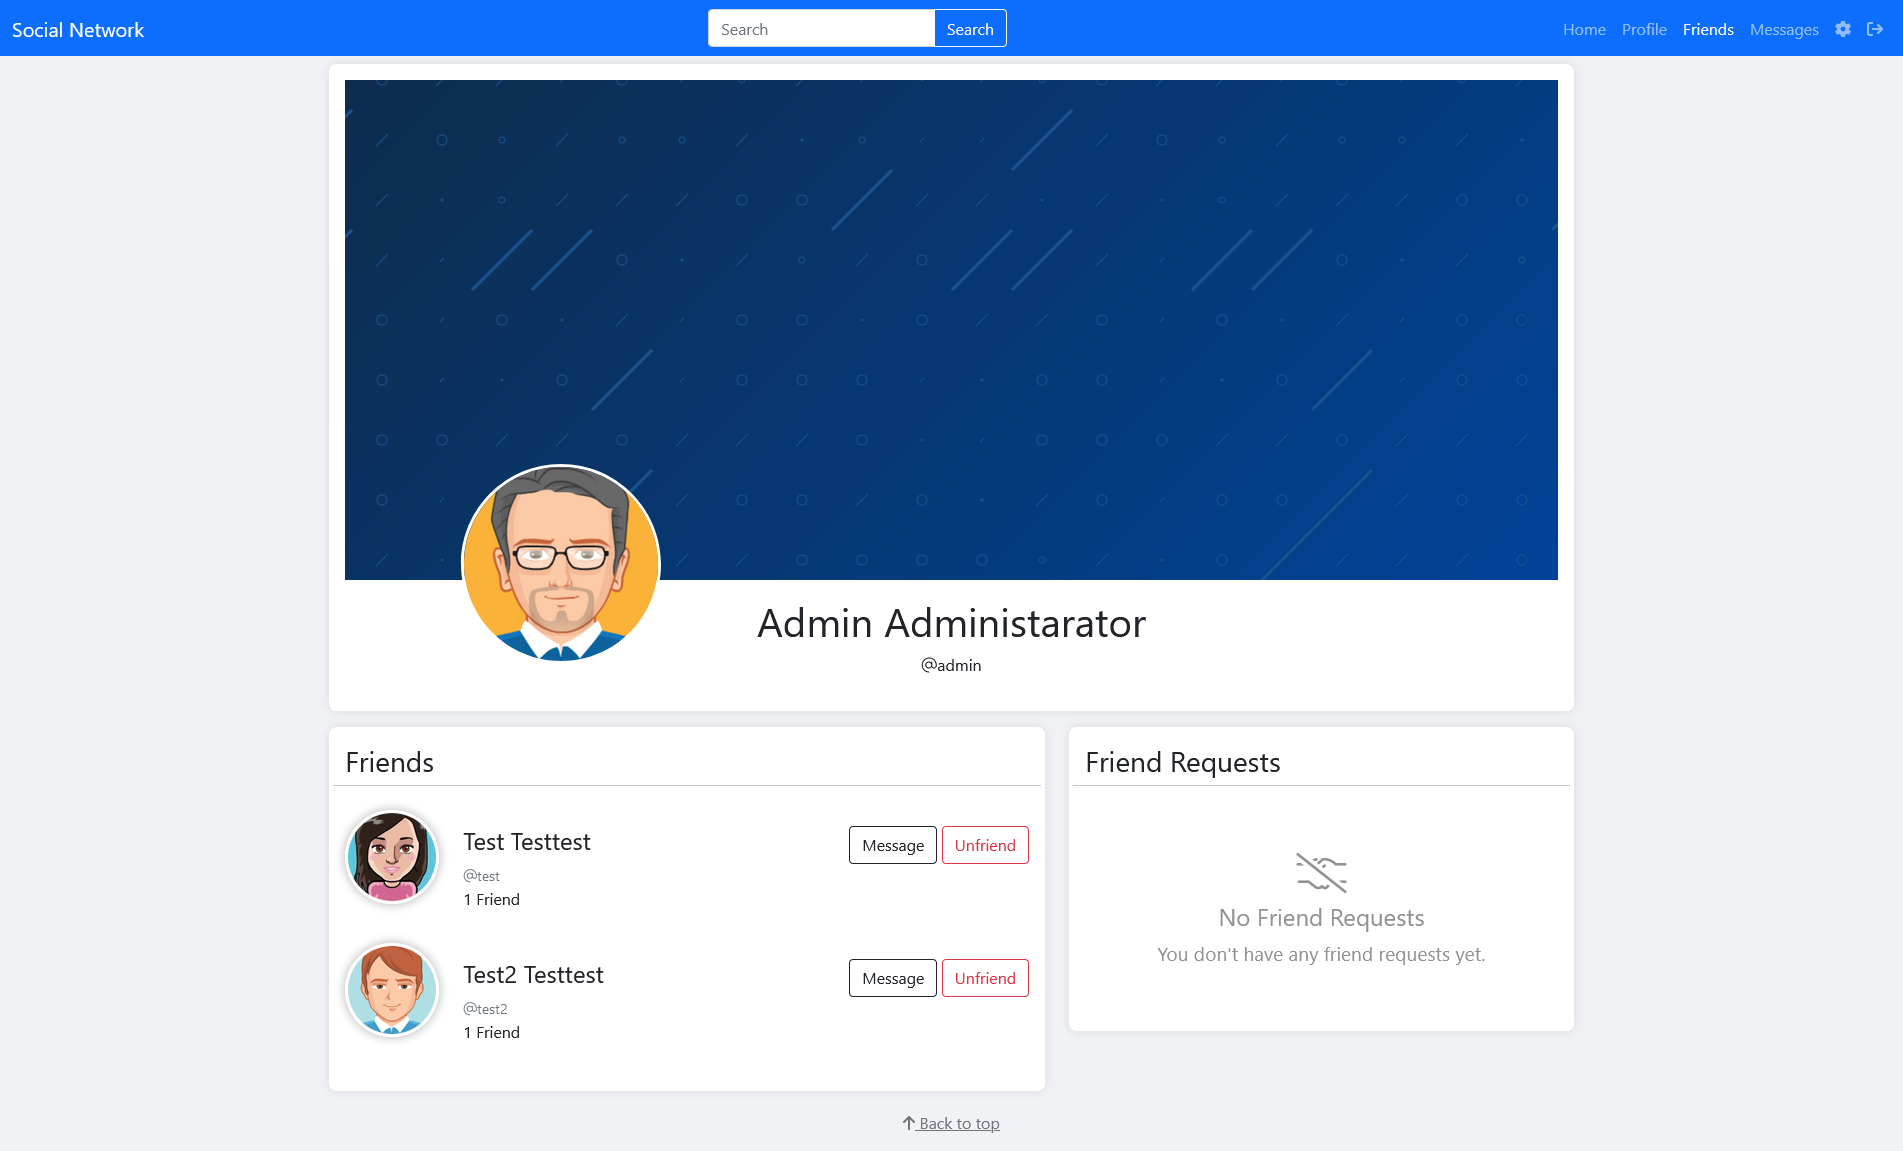 Social Network
Search
Search
Home
Profile
Friends
Messages
Admin Administarator
@admin
Friends
Test Testtest
@test
1 Friend
Message
Unfriend
Test2 Testtest
@test2
1 Friend
Message
Unfriend
Friend Requests
No Friend Requests
You don't have any friend requests yet.
Back to top